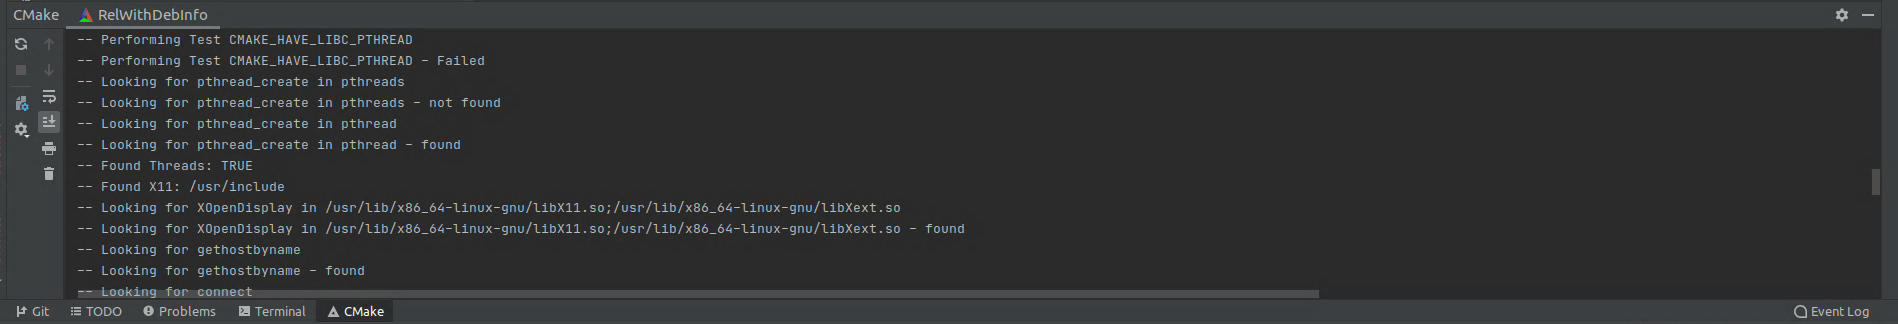 CMake RelWithDebInfo
-- Performing Test CMAKE_HAVE_LIBC_PTHREAD
-- Performing Test CMAKE_HAVE_LIBC_PTHREAD - Failed
-- Looking for pthread_create in pthreads
-- Looking for pthread_create in pthreads - not found
-- Looking for pthread_create in pthread
-- Looking for pthread_create in pthread - found
-- Found Threads: TRUE
-- Found X11: /usr/include
-- Looking for XOpenDisplay in /usr/lib/x86_64-linux-gnu/libX11.so;/usr/lib/x86_64-linux-gnu/libXext.so
-- Looking for XOpenDisplay in /usr/lib/x86_64-linux-gnu/libX11.so;/usr/lib/x86_64-linux-gnu/libXext.so - found
-- Looking for gethostbyname
-- Looking for gethostbyname - found
-- Looking for connect
Git TODO Problems Terminal CMake Event Log